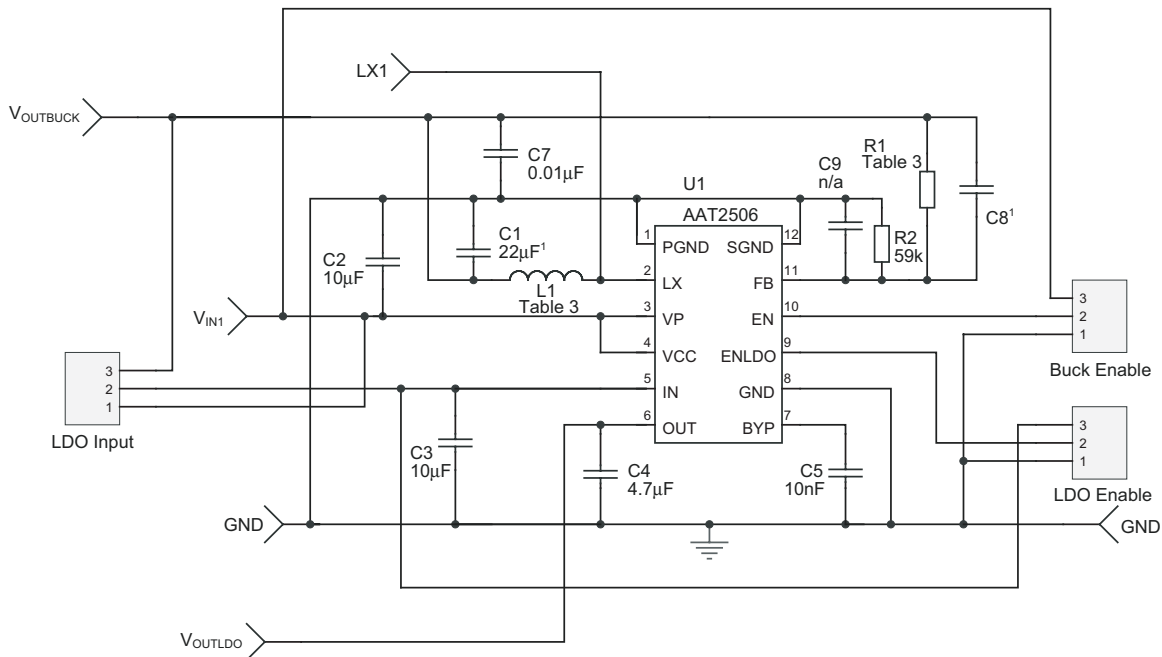 LX1
V_OUTBUCK
C7
0.01µF
C9
n/a
R1
Table 3
C8¹
U1
AAT2506
C2
10µF
C1
22µF¹
L1
Table 3
R2
59k
1
PGND
SGND
12
2
LX
FB
11
3
VP
EN
10
4
VCC
ENLDO
9
5
IN
GND
8
6
OUT
BYP
7
V_IN1
3
2
1
Buck Enable
3
2
1
LDO Input
3
2
1
LDO Enable
C3
10µF
C4
4.7µF
C5
10nF
GND
GND
V_OUTLDO